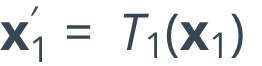 𝐱′₁ = T₁(𝐱₁)